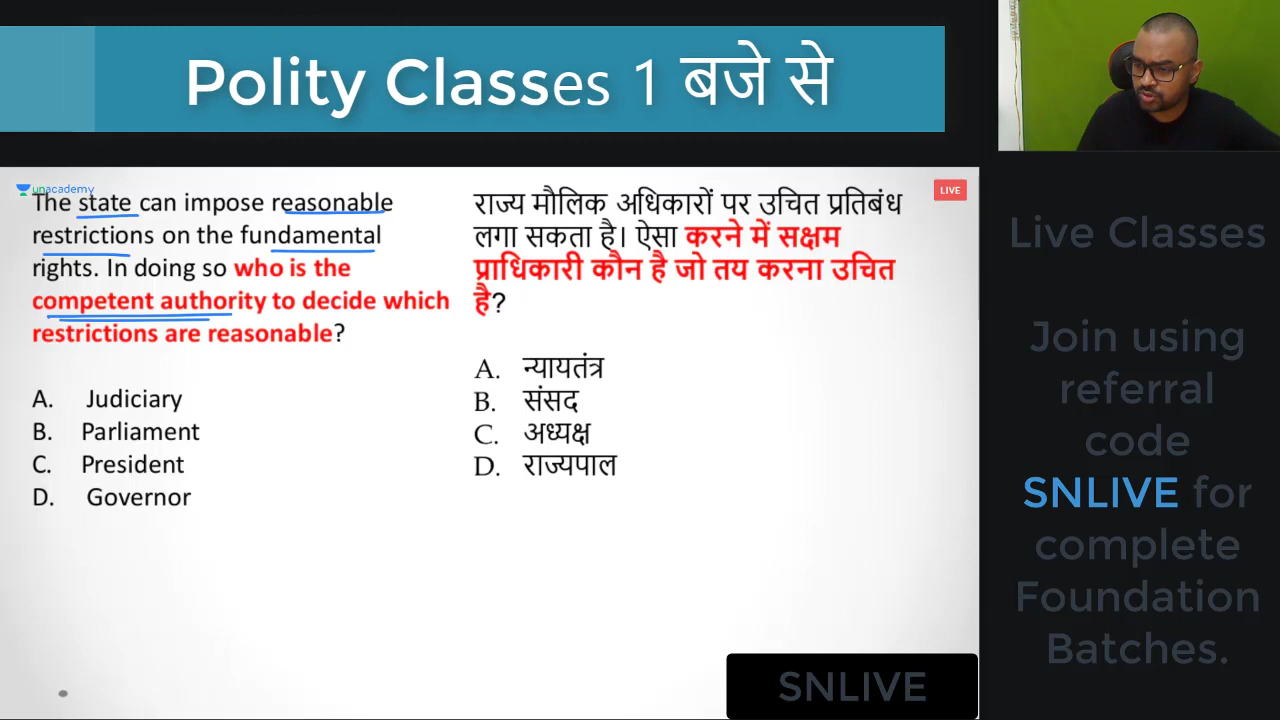 Polity Classes 1 बजे से
unacademy
LIVE
The state can impose reasonable
restrictions on the fundamental
rights. In doing so who is the
competent authority to decide which
restrictions are reasonable?
A. Judiciary
B. Parliament
C. President
D. Governor
राज्य मौलिक अधिकारों पर उचित प्रतिबंध
लगा सकता है। ऐसा करने में सक्षम
प्राधिकारी कौन है जो तय करना उचित
है?
A. न्यायतंत्र
B. संसद
C. अध्यक्ष
D. राज्यपाल
Live Classes
Join using
referral
code
SNLIVE for
complete
Foundation
Batches.
SNLIVE